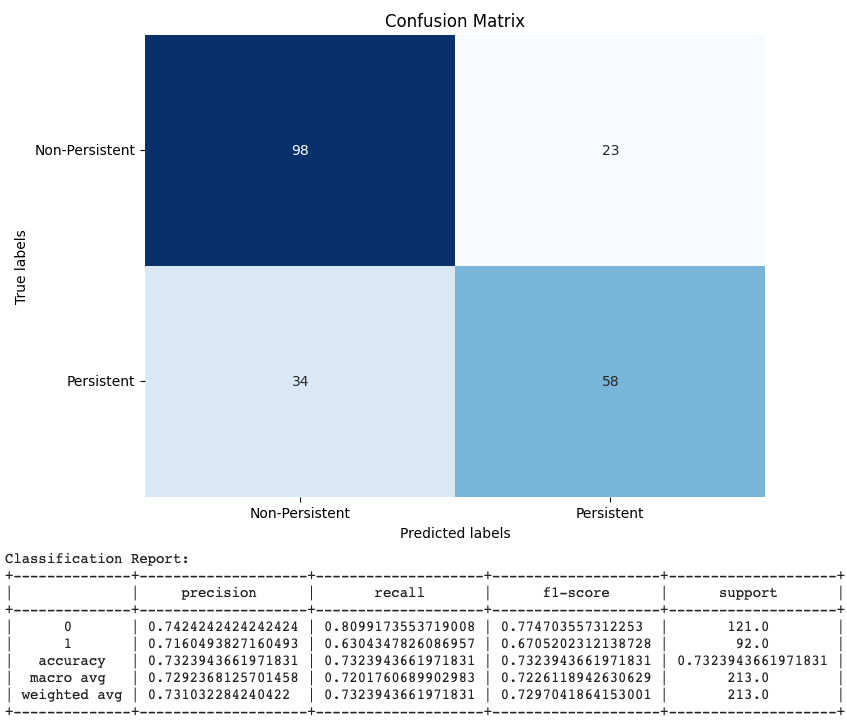 Confusion Matrix
Non-Persistent
98
23
True labels
Persistent
34
58
Non-Persistent
Persistent
Predicted labels
Classification Report:
+--------------+--------------------+--------------------+--------------------+--------------------+
|              |     precision      |       recall       |      f1-score      |      support       |
+--------------+--------------------+--------------------+--------------------+--------------------+
|      0       | 0.7424242424242424 | 0.8099173553719008 | 0.774703557312253  |       121.0        |
|      1       | 0.7160493827160493 | 0.6304347826086957 | 0.6705202312138728 |        92.0        |
|   accuracy   | 0.7323943661971831 | 0.7323943661971831 | 0.7323943661971831 | 0.7323943661971831 |
|  macro avg   | 0.7292368125701458 | 0.7201760689902983 | 0.7226118942630629 |       213.0        |
| weighted avg | 0.731032284240422  | 0.7323943661971831 | 0.7297041864153001 |       213.0        |
+--------------+--------------------+--------------------+--------------------+--------------------+